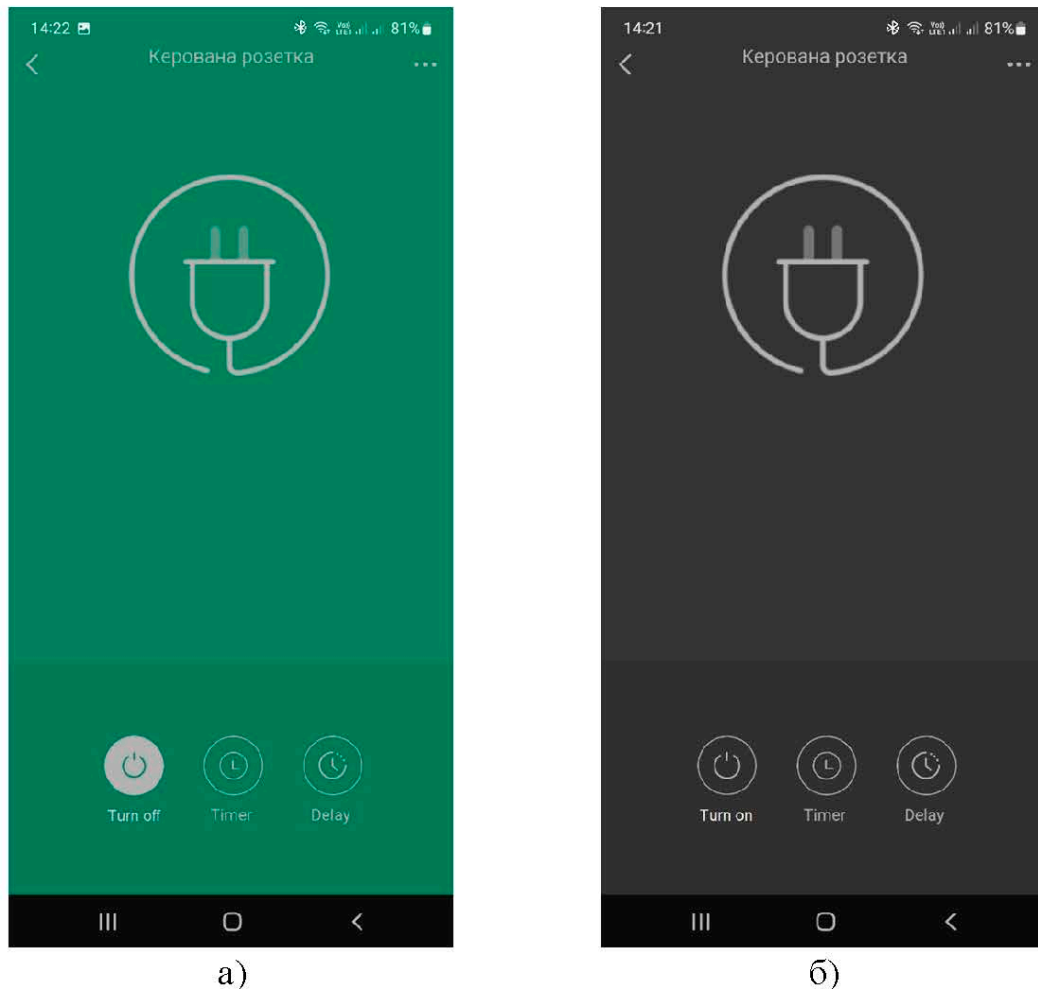 14:22 81%
Керована розетка
Turn off Timer Delay
а)
14:21 81%
Керована розетка
Turn on Timer Delay
б)